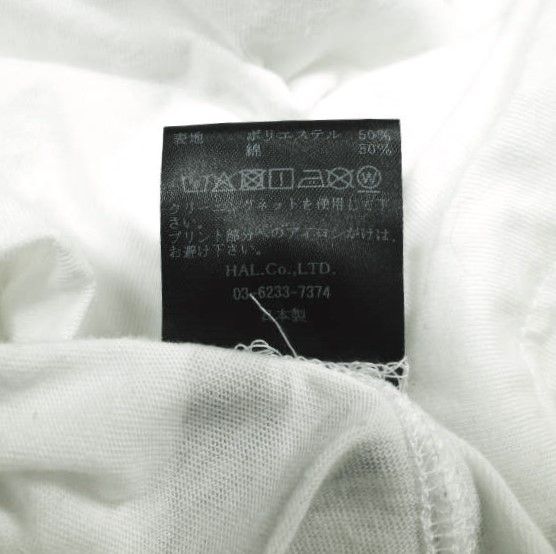 表地 ポリエステル 50%
綿 50%
クリーニングネットを使用して下
さい。
プリント部分へのアイロンがけは、
お避け下さい。
HAL.Co.,LTD.
03-6233-7374
日本製